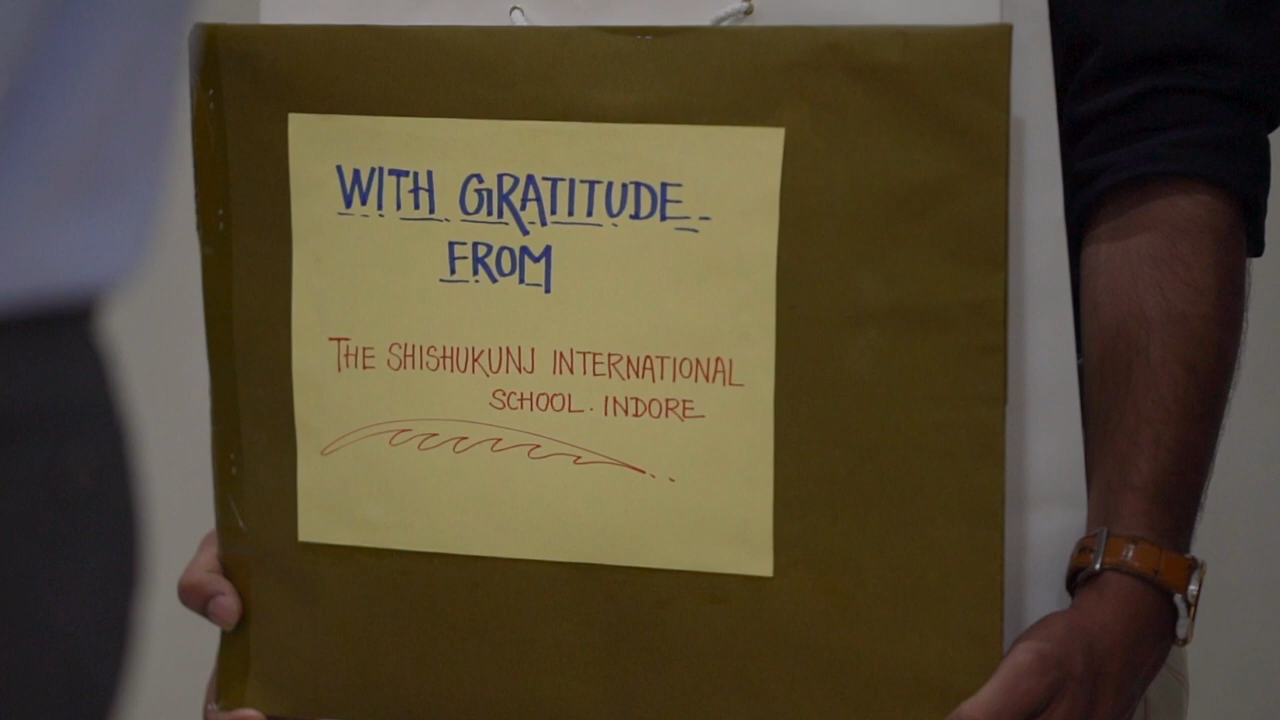 WITH GRATITUDE
FROM
THE SHISHUKUNJ INTERNATIONAL
SCHOOL. INDORE